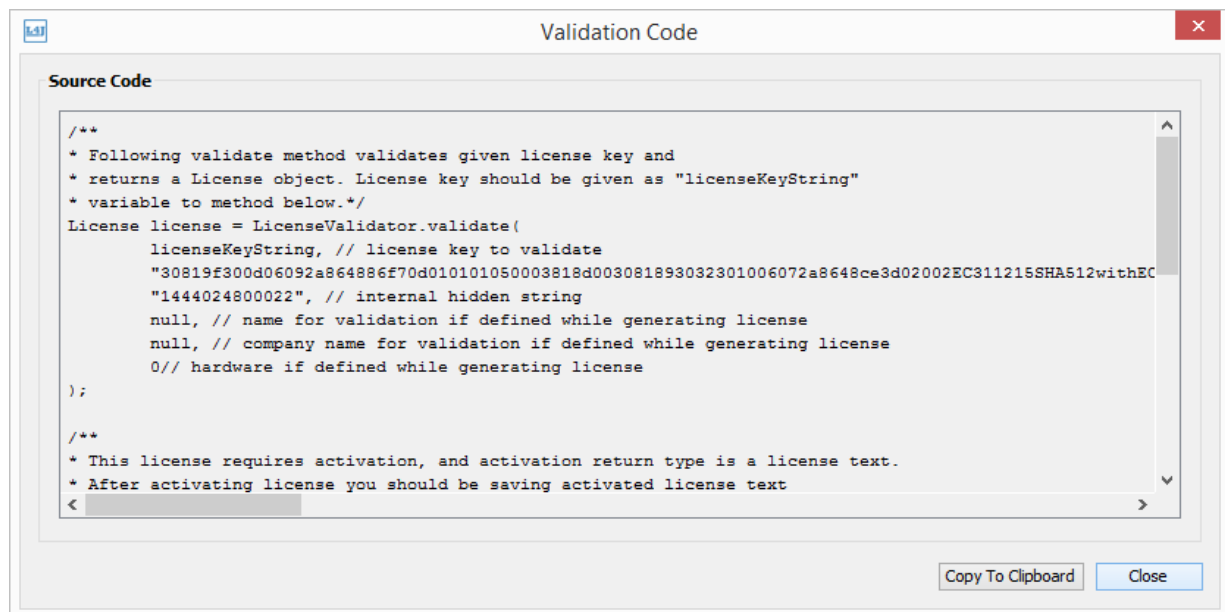 L4J
Validation Code
Source Code
/**
* Following validate method validates given license key and
* returns a License object. License key should be given as "licenseKeyString"
* variable to method below.*/
License license = LicenseValidator.validate(
licenseKeyString, // license key to validate
"30819f300d06092a864886f70d010101050003818d003081893032301006072a8648ce3d02002EC311215SHA512withEC
"1444024800022", // internal hidden string
null, // name for validation if defined while generating license
null, // company name for validation if defined while generating license
0// hardware if defined while generating license
);
/**
* This license requires activation, and activation return type is a license text.
* After activating license you should be saving activated license text
Copy To Clipboard
Close